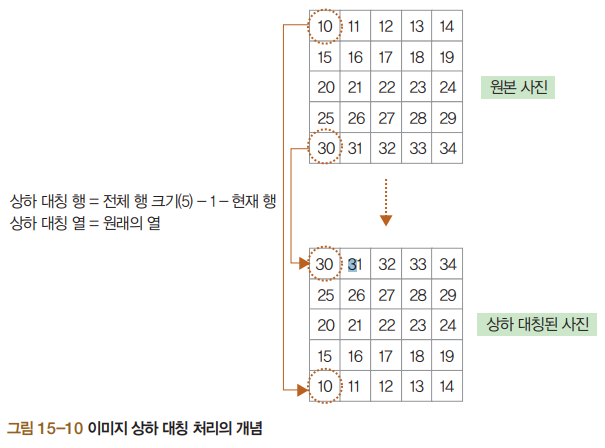 10 11 12 13 14
15 16 17 18 19
20 21 22 23 24
25 26 27 28 29
30 31 32 33 34
원본 사진
상하 대칭 행 = 전체 행 크기(5) - 1 - 현재 행
상하 대칭 열 = 원래의 열
30 31 32 33 34
25 26 27 28 29
20 21 22 23 24
15 16 17 18 19
10 11 12 13 14
상하 대칭된 사진
그림 15-10 이미지 상하 대칭 처리의 개념